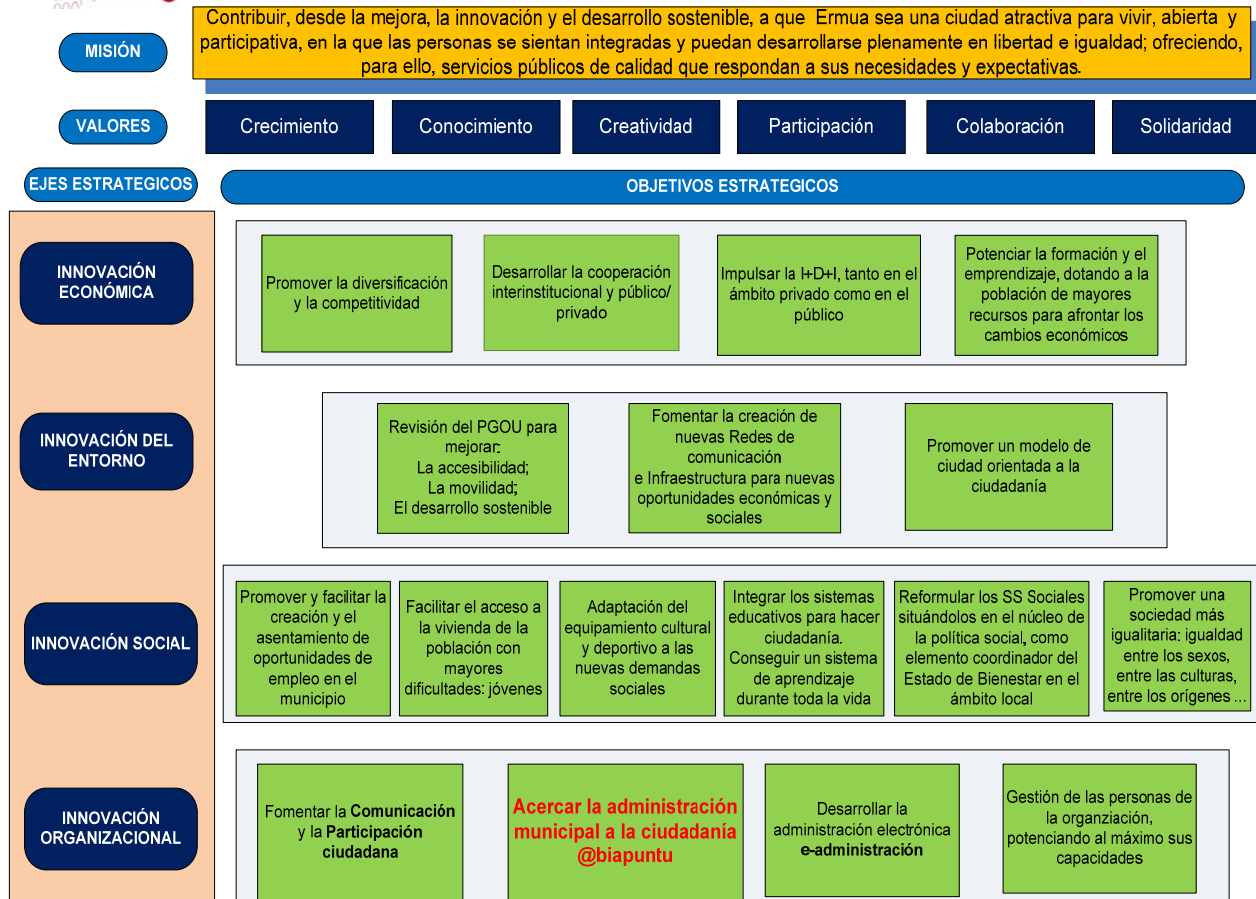 MISIÓN
Contribuir, desde la mejora, la innovación y el desarrollo sostenible, a que Ermua sea una ciudad atractiva para vivir, abierta y
participativa, en la que las personas se sientan integradas y puedan desarrollarse plenamente en libertad e igualdad; ofreciendo,
para ello, servicios públicos de calidad que respondan a sus necesidades y expectativas.
VALORES
Crecimiento
Conocimiento
Creatividad
Participación
Colaboración
Solidaridad
EJES ESTRATEGICOS
OBJETIVOS ESTRATEGICOS
INNOVACIÓN
ECONÓMICA
Promover la diversificación
y la competitividad
Desarrollar la cooperación
interinstitucional y público/
privado
Impulsar la I+D+I, tanto en el
ámbito privado como en el
público
Potenciar la formación y el
emprendizaje, dotando a la
población de mayores
recursos para afrontar los
cambios económicos
INNOVACIÓN DEL
ENTORNO
Revisión del PGOU para
mejorar:
La accesibilidad;
La movilidad;
El desarrollo sostenible
Fomentar la creación de
nuevas Redes de
comunicación
e Infraestructura para nuevas
oportunidades económicas y
sociales
Promover un modelo de
ciudad orientada a la
ciudadanía
INNOVACIÓN SOCIAL
Promover y facilitar la
creación y el
asentamiento de
oportunidades de
empleo en el
municipio
Facilitar el acceso a
la vivienda de la
población con
mayores
dificultades: jóvenes
Adaptación del
equipamiento cultural
y deportivo a las
nuevas demandas
sociales
Integrar los sistemas
educativos para hacer
ciudadanía.
Conseguir un sistema
de aprendizaje
durante toda la vida
Reformular los SS Sociales
situándolos en el núcleo de
la política social, como
elemento coordinador del
Estado de Bienestar en el
ámbito local
Promover una
sociedad más
igualitaria: igualdad
entre los sexos,
entre las culturas,
entre los orígenes ...
INNOVACIÓN
ORGANIZACIONAL
Fomentar la Comunicación
y la Participación
ciudadana
Acercar la administración
municipal a la ciudadanía
@biapuntu
Desarrollar la
administración electrónica
e-administración
Gestión de las personas de
la organziación,
potenciando al máximo sus
capacidades